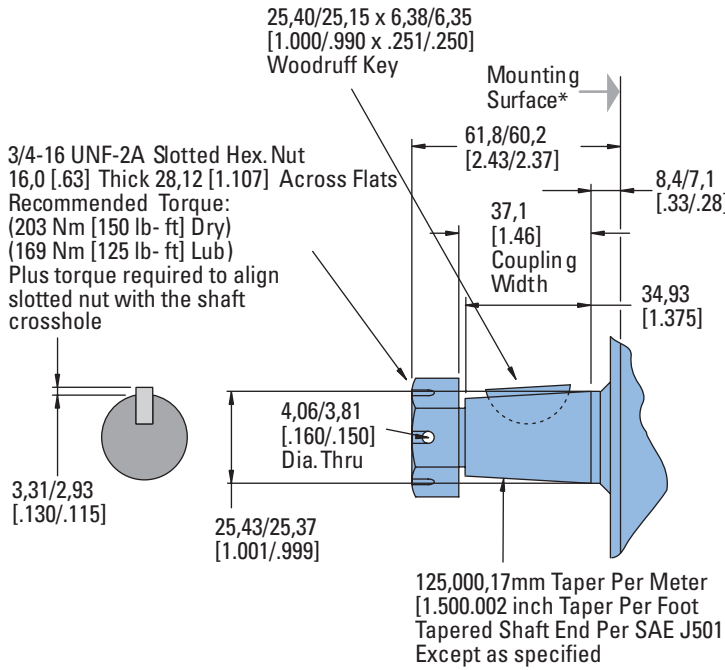 25,40/25,15 x 6,38/6,35
[1.000/.990 x .251/.250]
Woodruff Key
Mounting
Surface*
61,8/60,2
[2.43/2.37]
8,4/7,1
[.33/.28]
3/4-16 UNF-2A Slotted Hex. Nut
16,0 [.63] Thick 28,12 [1.107] Across Flats
Recommended Torque:
(203 Nm [150 lb- ft] Dry)
(169 Nm [125 lb- ft] Lub)
Plus torque required to align
slotted nut with the shaft
crosshole
37,1
[1.46]
Coupling
Width
34,93
[1.375]
4,06/3,81
[.160/.150]
Dia. Thru
3,31/2,93
[.130/.115]
25,43/25,37
[1.001/.999]
125,000,17mm Taper Per Meter
[1.500.002 inch Taper Per Foot
Tapered Shaft End Per SAE J501
Except as specified